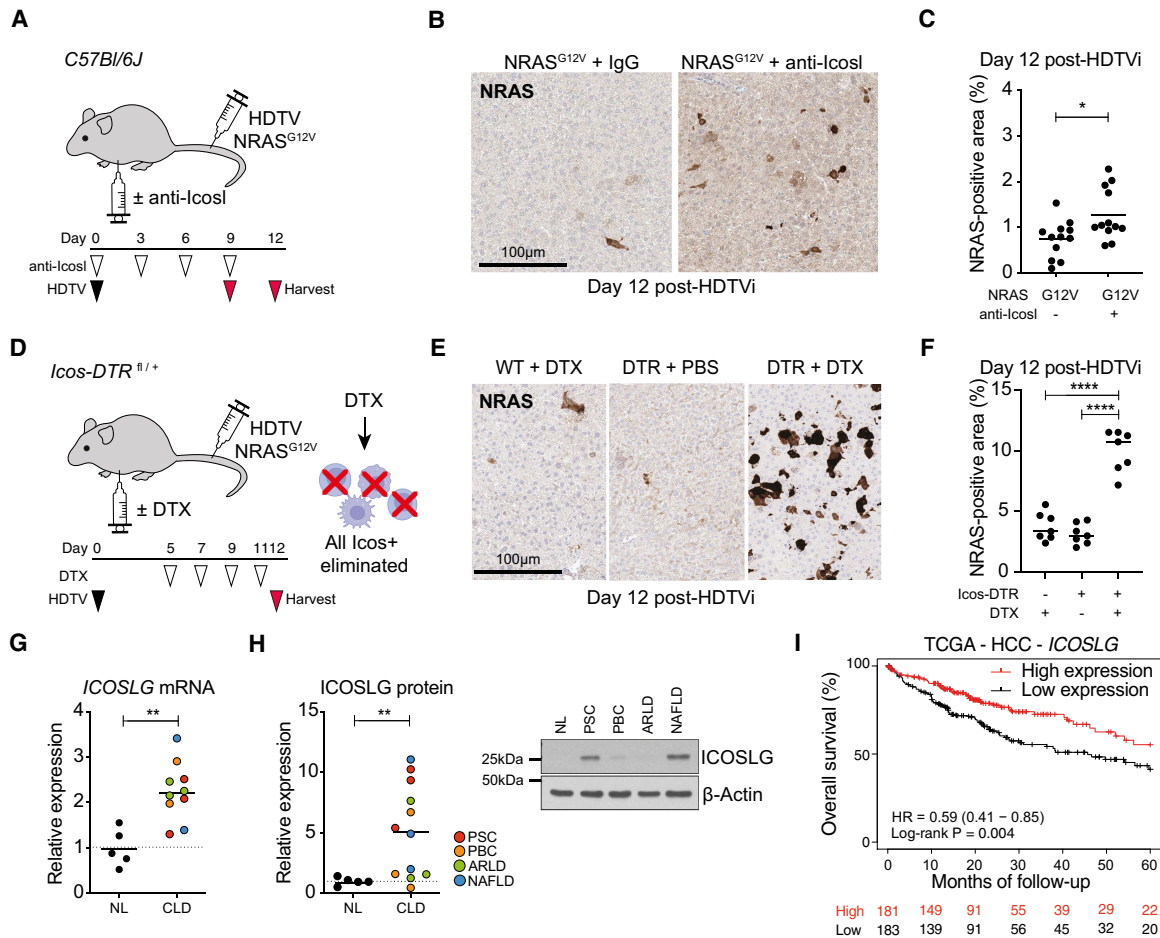 A
C57Bl/6J
HDTV
NRASG12V
± anti-Icosl
Day 0 3 6 9 12
anti-Icosl
HDTV
Harvest
B
NRASG12V + IgG NRASG12V + anti-Icosl
NRAS
100µm
Day 12 post-HDTVi
C
Day 12 post-HDTVi
NRAS-positive area (%)
4
3
2
1
0
*
NRAS G12V G12V
anti-Icosl - +
D
Icos-DTR fl / +
HDTV
NRASG12V
± DTX
DTX
All Icos+
eliminated
Day 0 5 7 9 11 12
DTX
HDTV
Harvest
E
WT + DTX DTR + PBS DTR + DTX
NRAS
100µm
Day 12 post-HDTVi
F
Day 12 post-HDTVi
NRAS-positive area (%)
15
10
5
0
****
****
Icos-DTR - + +
DTX + - +
G
ICOSLG mRNA
Relative expression
4
3
2
1
0
**
NL CLD
H
ICOSLG protein
Relative expression
15
10
5
0
**
NL CLD
PSC
PBC
ARLD
NAFLD
NL PSC PBC ARLD NAFLD
25kDa
50kDa
ICOSLG
β-Actin
I
TCGA - HCC - ICOSLG
High expression
Low expression
Overall survival (%)
100
50
0
HR = 0.59 (0.41 − 0.85)
Log-rank P = 0.004
0 10 20 30 40 50 60
Months of follow-up
High 181 149 91 55 39 29 22
Low 183 139 91 56 45 32 20